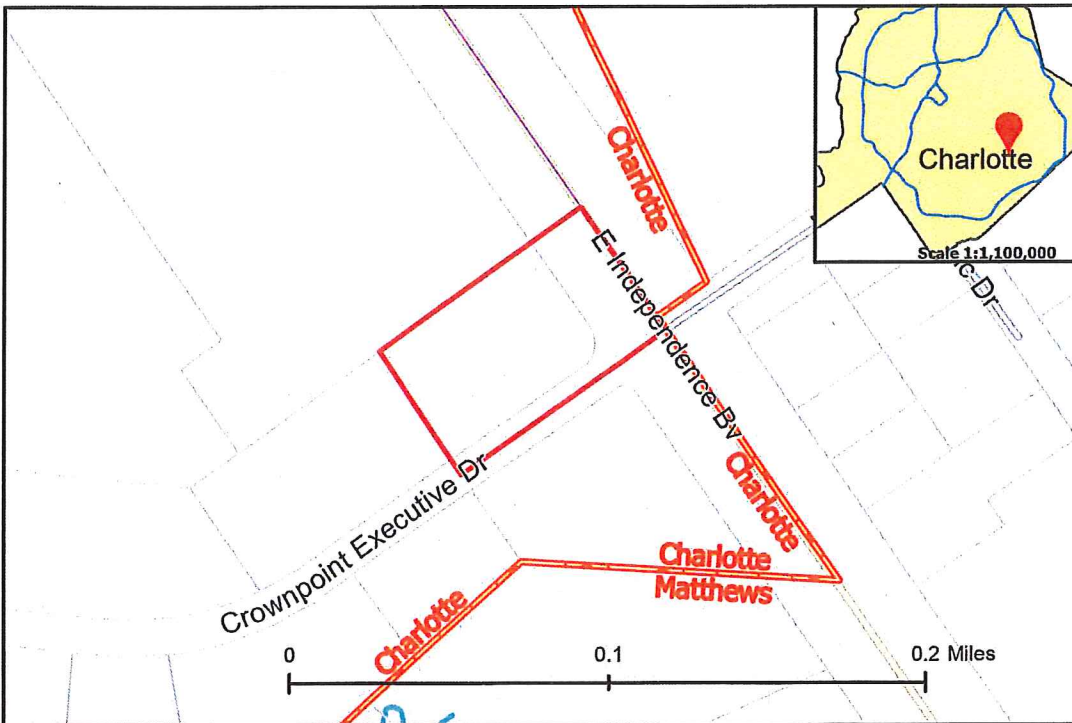 Charlotte
Charlotte
Scale 1:1,100,000
E Independence Bv
c Dr
Crownpoint Executive Dr
Charlotte
Charlotte
Matthews
Charlotte
0 0.1 0.2 Miles